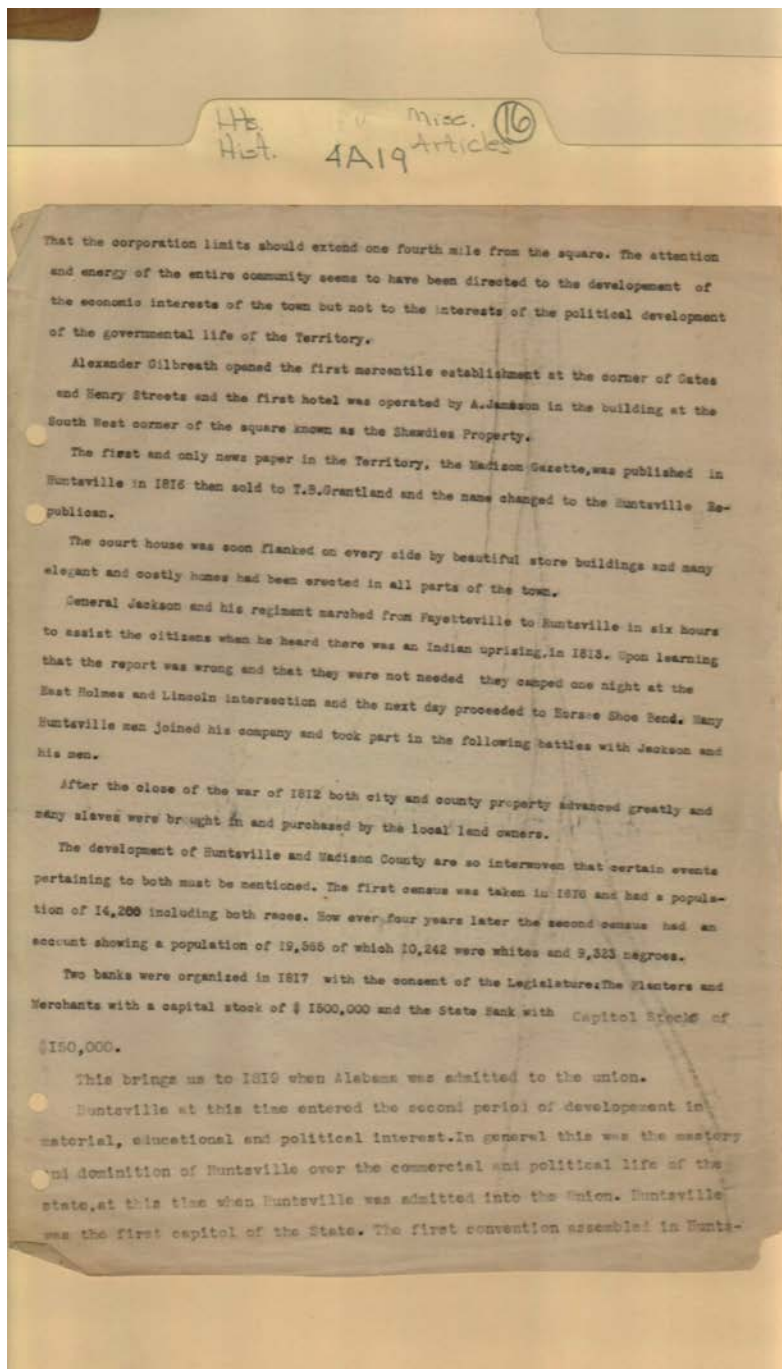 Hts. Misc. (16)
Hist. 4A19 Articles
That the corporation limits should extend one fourth mile from the square. The attention
and energy of the entire community seems to have been directed to the developement of
the economic interests of the town but not to the interests of the political development
of the governmental life of the Territory.
Alexander Gilbreath opened the first mercantile establishment at the corner of Gates
and Henry Streets and the first hotel was operated by A.Jamison in the building at the
South West corner of the square known as the Shawdies Property.
The first and only news paper in the Territory, the Madison Gazette,was published in
Huntsville in I8I6 then sold to T.B.Grantland and the name changed to the Huntsville Re-
publican.
The court house was soon flanked on every side by beautiful store buildings and many
elegant and costly homes had been erected in all parts of the town.
General Jackson and his regiment marched from Fayetteville to Huntsville in six hours
to assist the citizens when he heard there was an Indian uprising.in I8I3. Upon learning
that the report was wrong and that they were not needed they camped one night at the
East Holmes and Lincoln intersection and the next day proceeded to Horsoe Shoe Bend. Many
Huntsville men joined his company and took part in the following battles with Jackson and
his men.
After the close of the war of I8I2 both city and county property advanced greatly and
many slaves were brought in and purchased by the local land owners.
The development of Huntsville and Madison County are so interwoven that certain events
pertaining to both must be mentioned. The first census was taken in and had a popula-
tion of I4,200 including both races. How ever four years later the second census had an
account showing a population of I9,565 of which I0,242 were whites and 9,323 negroes.
Two banks were organized in I8I7 with the consent of the Legislature:The Planters and
Merchants with a capital stock of $ I500,000 and the State Bank with Capitol Stock of
$I50,000.
This brings us to I8I9 when Alabama was admitted to the union.
Huntsville at this time entered the second period of developement in
material, educational and political interest.In general this was the mastery
and dominition of Huntsville over the commercial and political life of the
state,at this time when Huntsville was admitted into the Union. Huntsville
was the first capitol of the State. The first convention assembled in Hunts-